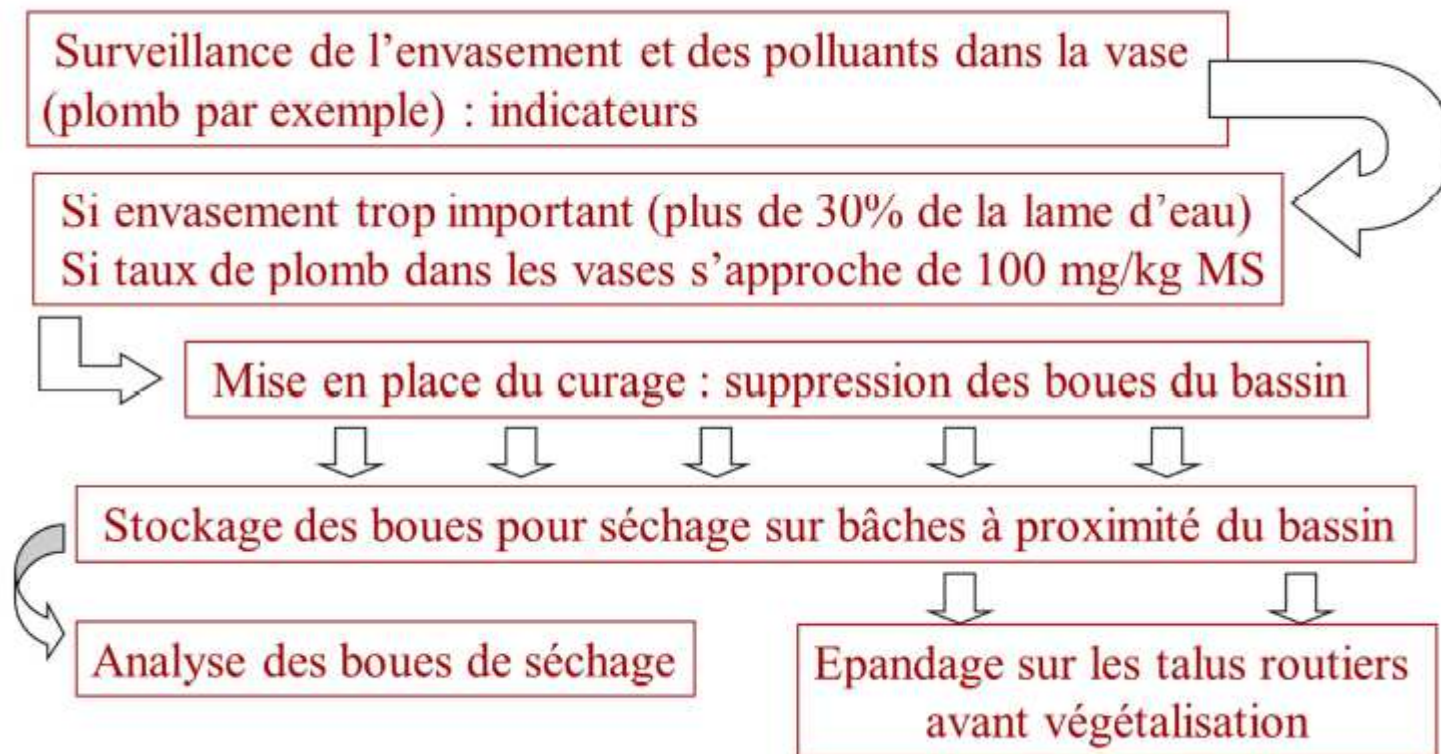 Surveillance de l’envasement et des polluants dans la vase
(plomb par exemple) : indicateurs
Si envasement trop important (plus de 30% de la lame d’eau)
Si taux de plomb dans les vases s’approche de 100 mg/kg MS
Mise en place du curage : suppression des boues du bassin
Stockage des boues pour séchage sur bâches à proximité du bassin
Analyse des boues de séchage
Epandage sur les talus routiers
avant végétalisation